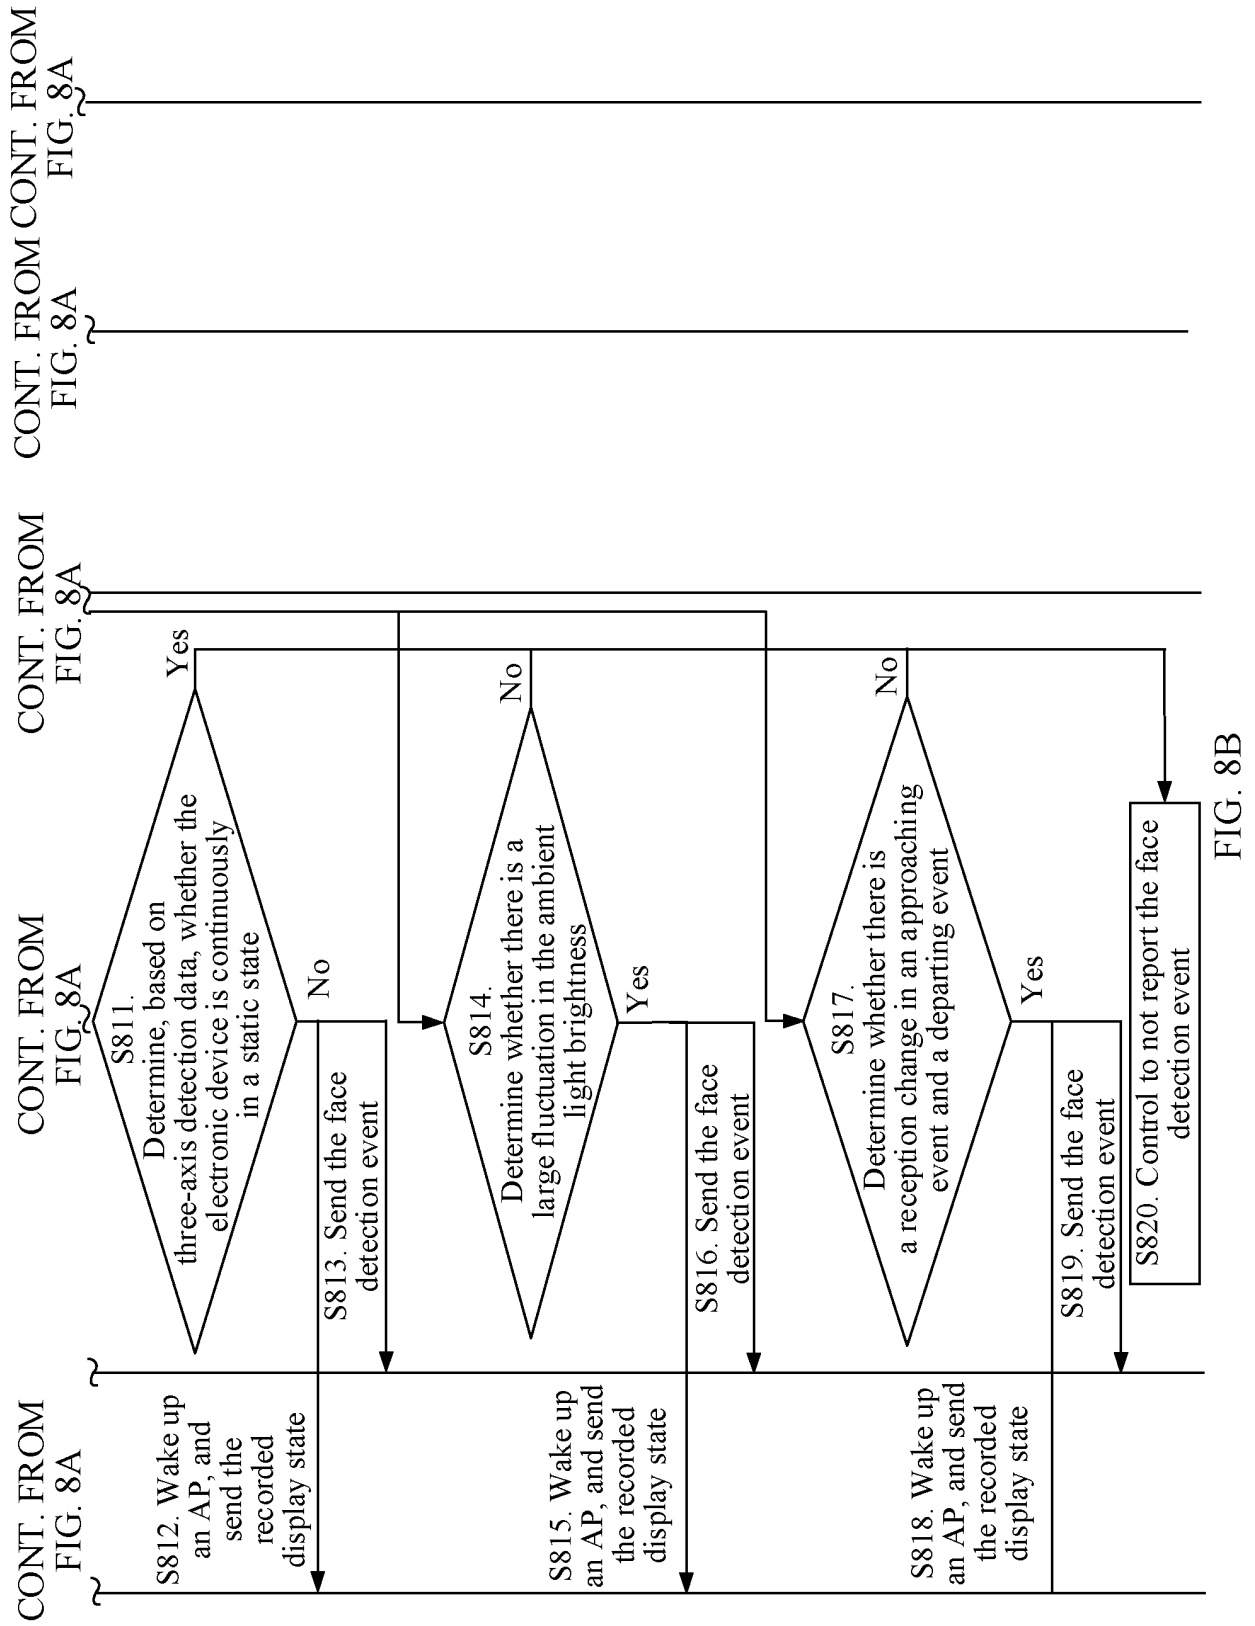 CONT. FROM
FIG. 8A
CONT. FROM
FIG. 8A
CONT. FROM
FIG. 8A
CONT. FROM
FIG. 8A
CONT. FROM
FIG. 8A
S811.
Determine, based on
three-axis detection data, whether the
electronic device is continuously
in a static state
Yes
No
S812. Wake up
an AP, and
send the
recorded
display state
S813. Send the face
detection event
S814.
Determine whether there is a
large fluctuation in the ambient
light brightness
No
Yes
S815. Wake up
an AP, and send
the recorded
display state
S816. Send the face
detection event
S817.
Determine whether there is
a reception change in an approaching
event and a departing event
No
Yes
S818. Wake up
an AP, and send
the recorded
display state
S819. Send the face
detection event
S820. Control to not report the face
detection event
FIG. 8B